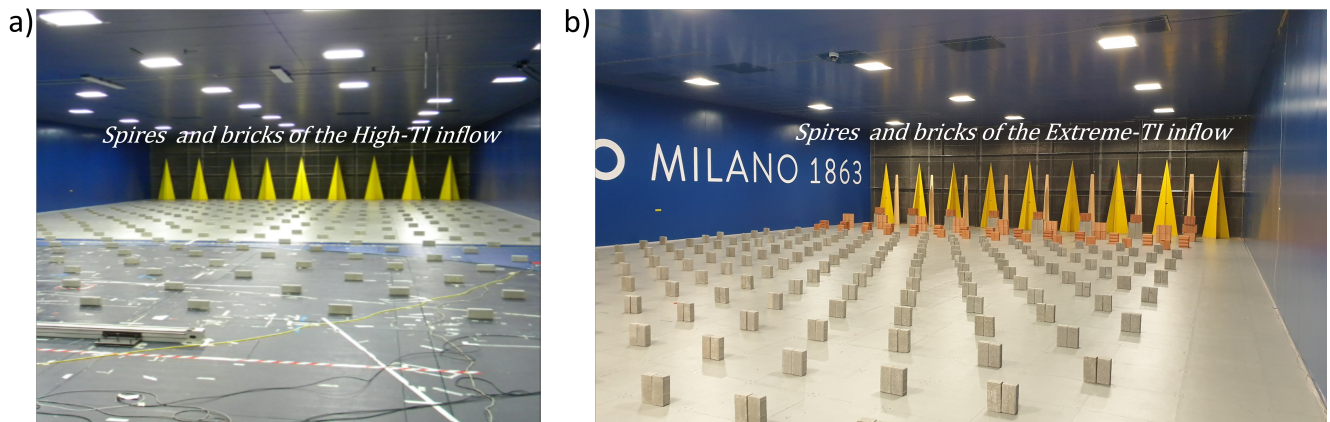 a)
Spires and bricks of the High-TI inflow
b)
Spires and bricks of the Extreme-TI inflow
O MILANO 1863